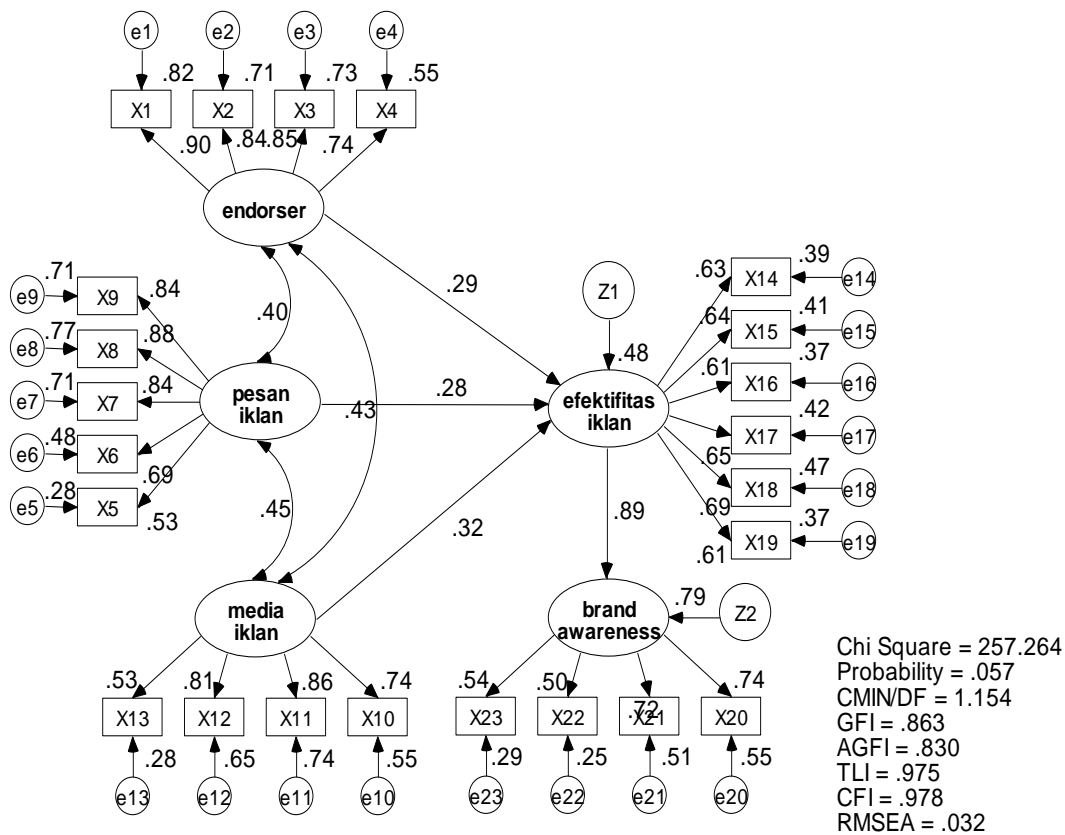 e1 e2 e3 e4
.82 .71 .73 .55
X1 X2 X3 X4
.90 .84 .85 .74
endorser
.29
.40
.43
e9 .71 X9 .84
e8 .77 X8 .88
e7 .71 X7 .84
e6 .48 X6 .69
e5 .28 X5 .53
pesan
iklan
.28
.45
.32
Z1
.48
efektifitas
iklan
.63 X14 .39 e14
.64 X15 .41 e15
.61 X16 .37 e16
.65 X17 .42 e17
.69 X18 .47 e18
.61 X19 .37 e19
.89
media
iklan
brand
awareness
.79 Z2
.53 .81 .86 .74
X13 X12 X11 X10
.28 .65 .74 .55
e13 e12 e11 e10
.54 .50 .72 .74
X23 X22 X21 X20
.29 .25 .51 .55
e23 e22 e21 e20
Chi Square = 257.264
Probability = .057
CMIN/DF = 1.154
GFI = .863
AGFI = .830
TLI = .975
CFI = .978
RMSEA = .032